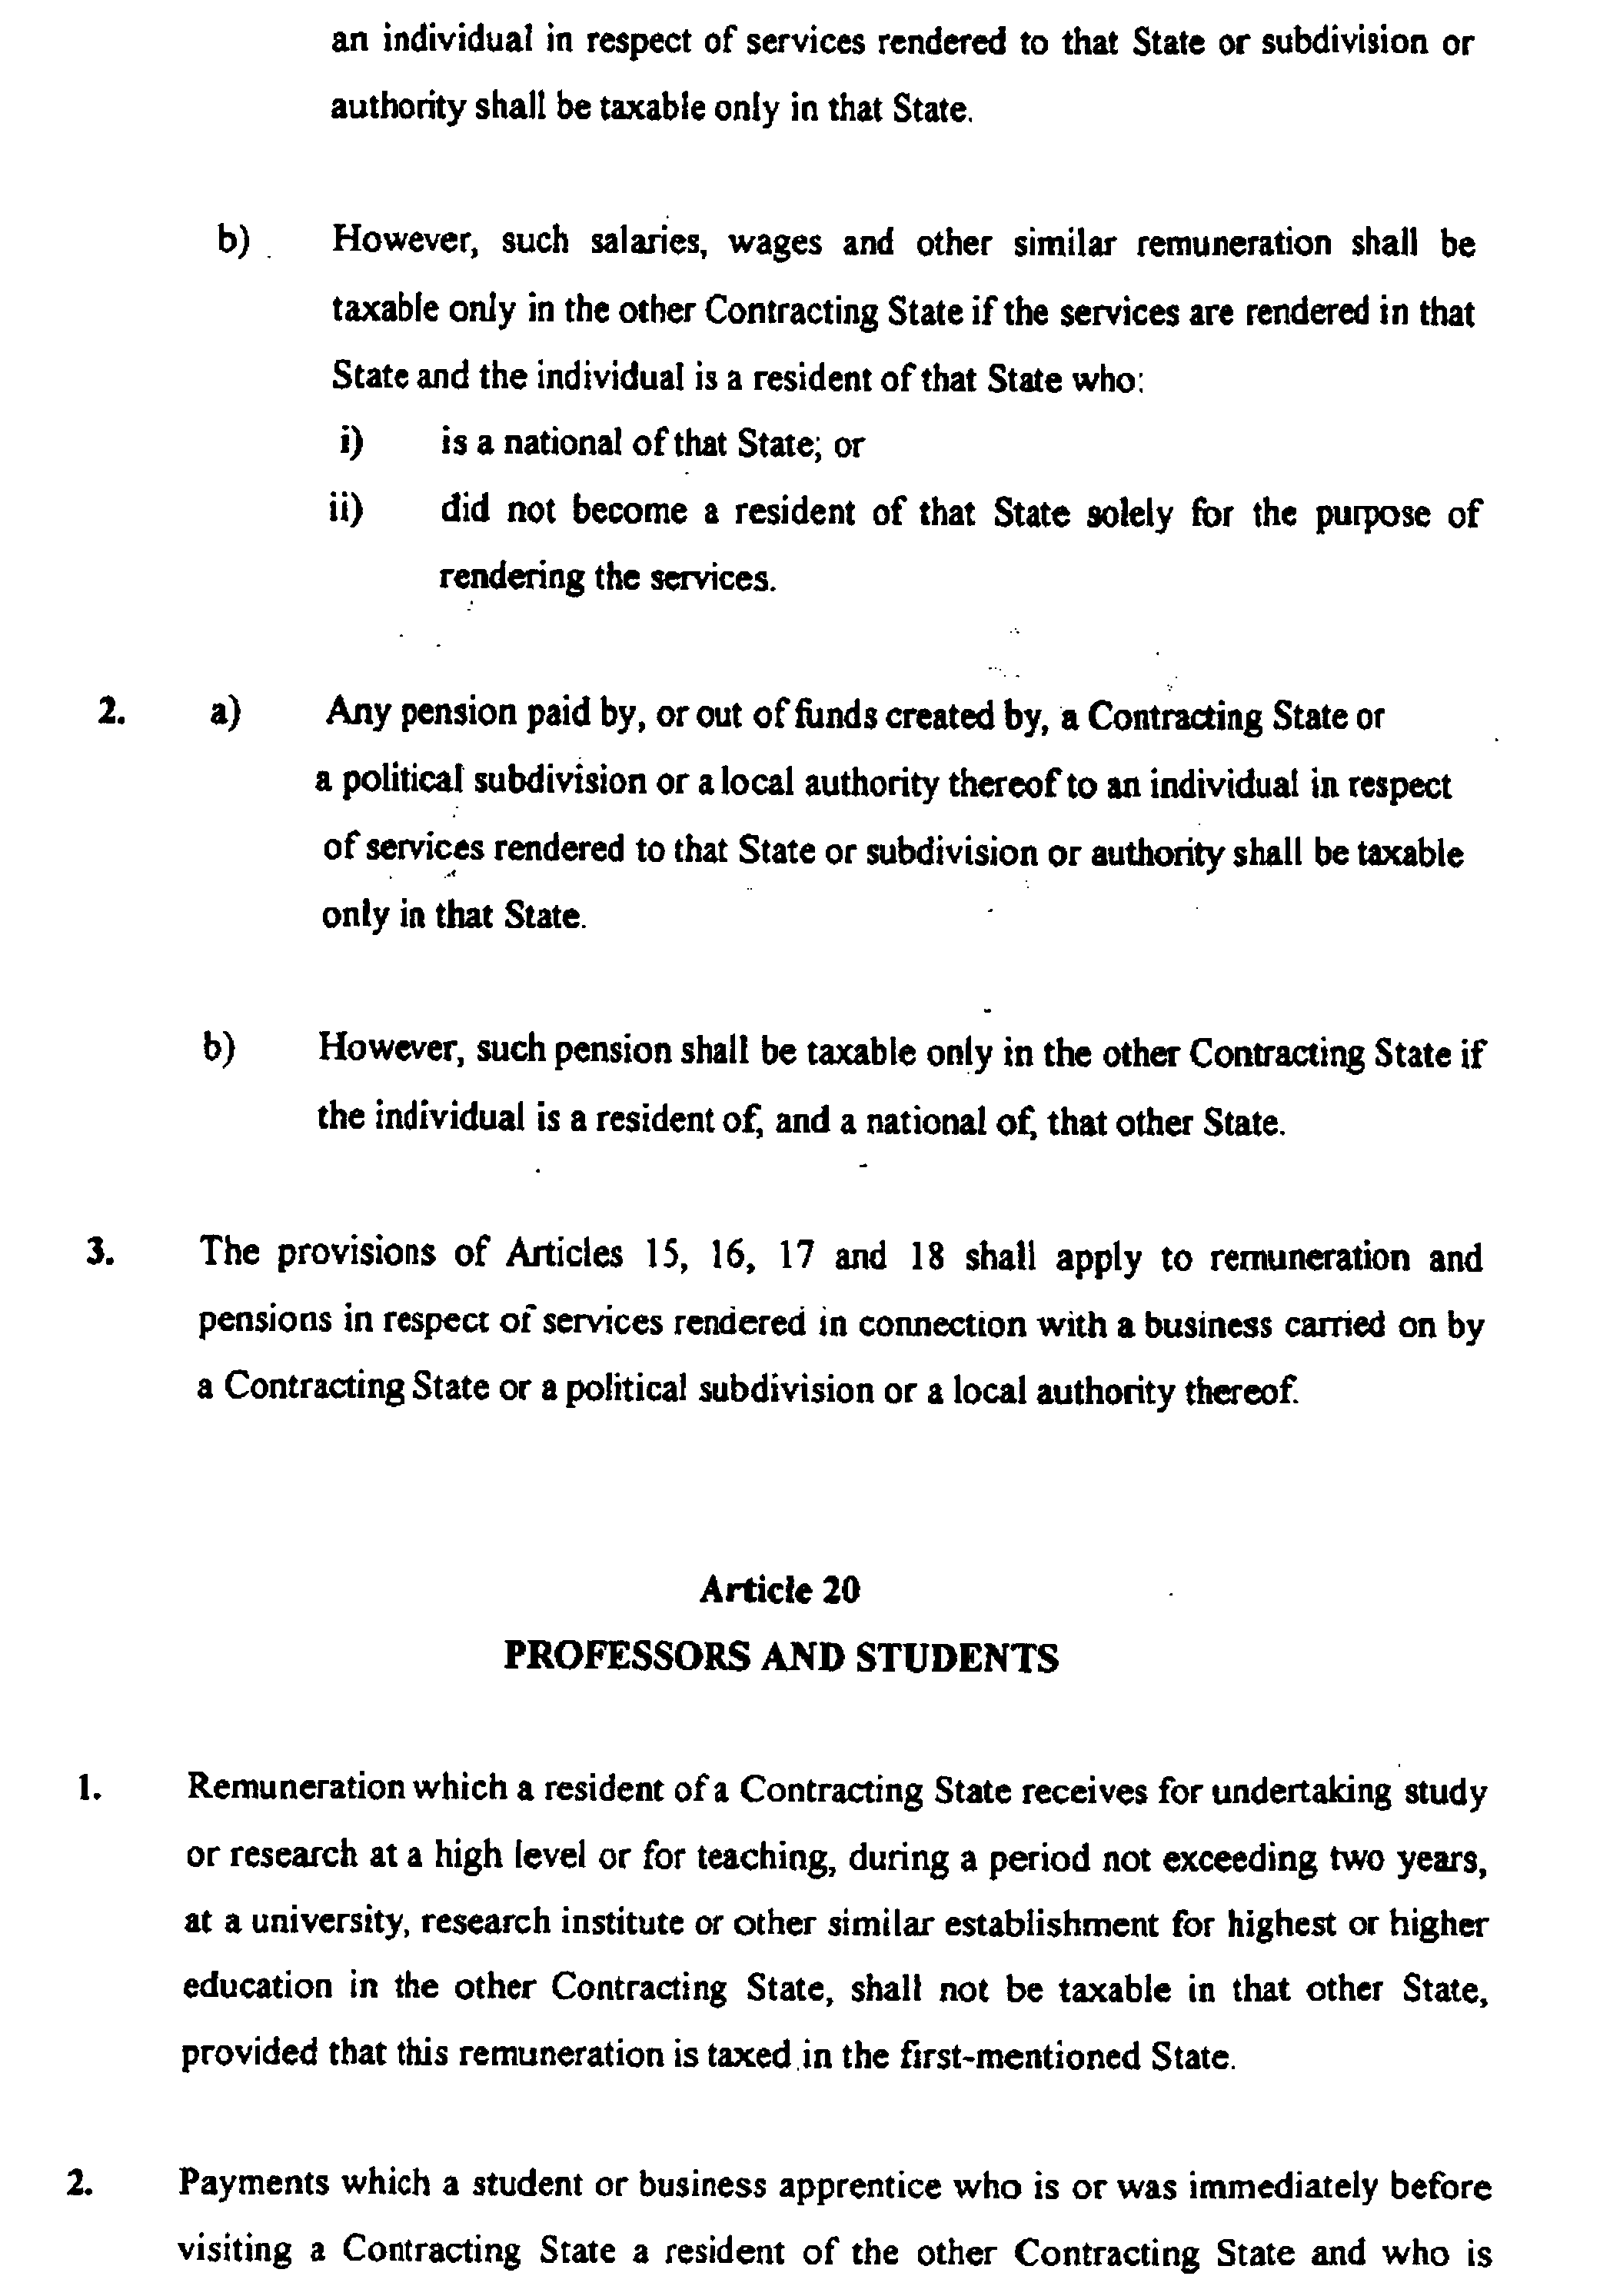 an individual in respect of services rendered to that State or subdivision or
authority shall be taxable only in that State.
b) However, such salaries, wages and other similar remuneration shall be
taxable only in the other Contracting State if the services are rendered in that
State and the individual is a resident of that State who:
i) is a national of that State; or
ii) did not become a resident of that State solely for the purpose of
rendering the services.
2. a) Any pension paid by, or out of funds created by, a Contracting State or
a political subdivision or a local authority thereof to an individual in respect
of services rendered to that State or subdivision or authority shall be taxable
only in that State.
b) However, such pension shall be taxable only in the other Contracting State if
the individual is a resident of, and a national of, that other State.
3. The provisions of Articles 15, 16, 17 and 18 shall apply to remuneration and
pensions in respect of services rendered in connection with a business carried on by
a Contracting State or a political subdivision or a local authority thereof.
Article 20
PROFESSORS AND STUDENTS
1. Remuneration which a resident of a Contracting State receives for undertaking study
or research at a high level or for teaching, during a period not exceeding two years,
at a university, research institute or other similar establishment for highest or higher
education in the other Contracting State, shall not be taxable in that other State,
provided that this remuneration is taxed in the first-mentioned State.
2. Payments which a student or business apprentice who is or was immediately before
visiting a Contracting State a resident of the other Contracting State and who is